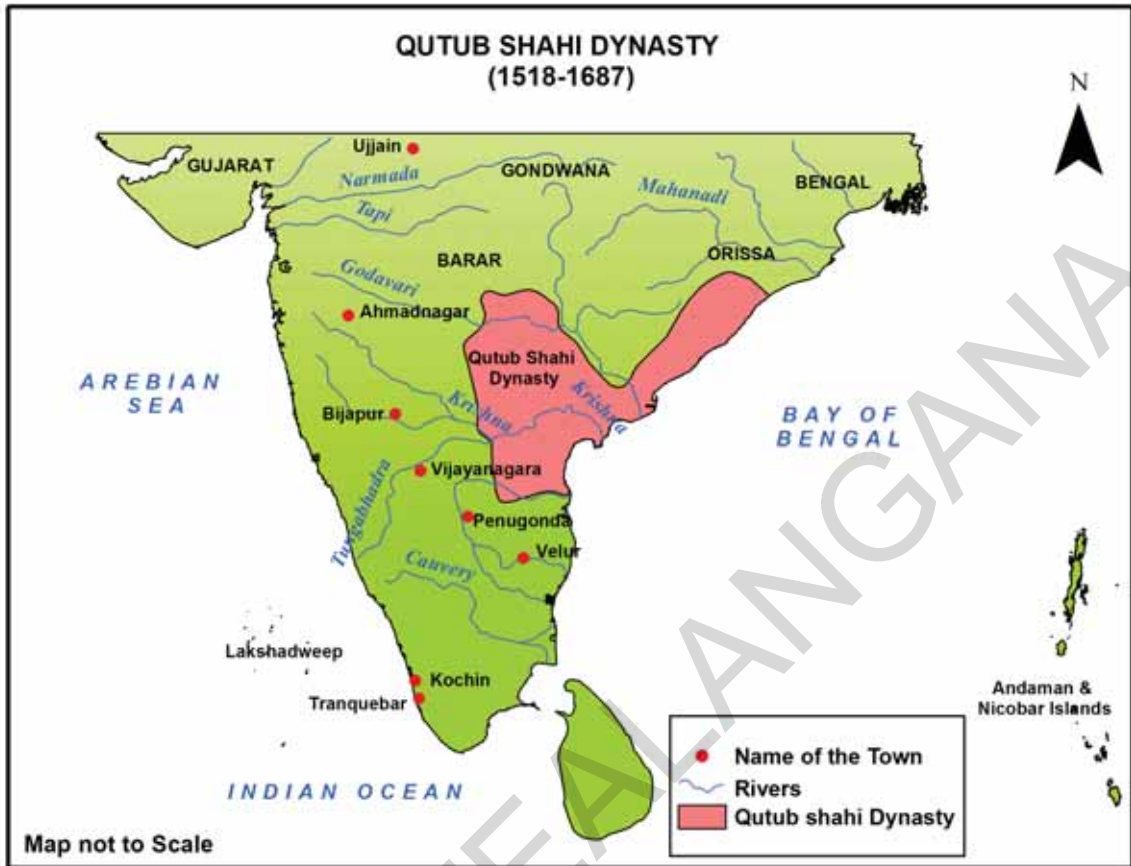 QUTUB SHAHI DYNASTY
(1518-1687)
N
Ujjain
GUJARAT
Narmada
GONDWANA
Mahanadi
BENGAL
Tapi
BARAR
ORISSA
Godavari
Ahmadnagar
Qutub Shahi
Dynasty
AREBIAN
SEA
Bijapur
Krishna
Krishna
BAY OF
BENGAL
Vijayanagara
Tungabhadra
Penugonda
Velur
Cauvery
Lakshadweep
Kochin
Tranquebar
Andaman &
Nicobar Islands
INDIAN OCEAN
Name of the Town
Rivers
Qutub shahi Dynasty
Map not to Scale